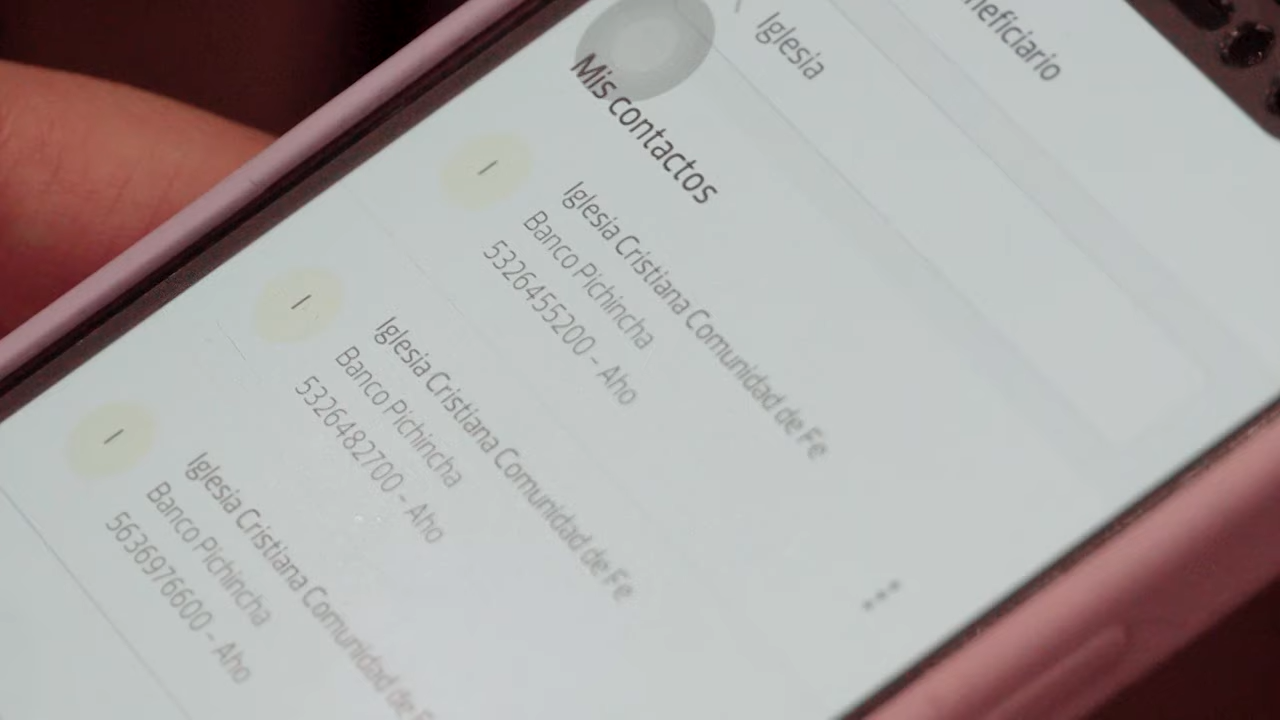 Iglesia
Mis contactos
I
Iglesia Cristiana Comunidad de Fe
Banco Pichincha
5326455200 - Aho
I
Iglesia Cristiana Comunidad de Fe
Banco Pichincha
5326482700 - Aho
I
Iglesia Cristiana Comunidad de F
Banco Pichincha
5636976600 - Aho